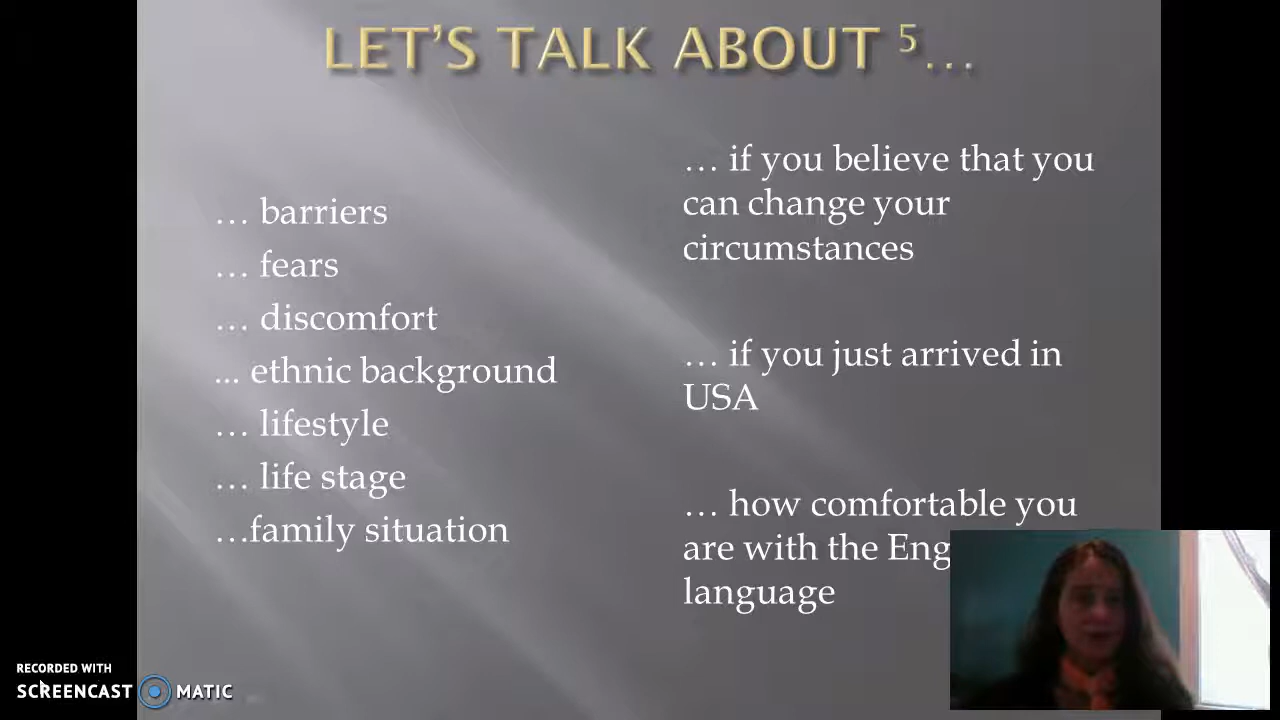 LET'S TALK ABOUT 5…
… barriers
… fears
… discomfort
... ethnic background
… lifestyle
… life stage
…family situation
… if you believe that you
can change your
circumstances
… if you just arrived in
USA
… how comfortable you
are with the
language
RECORDED WITH
SCREENCAST MATIC